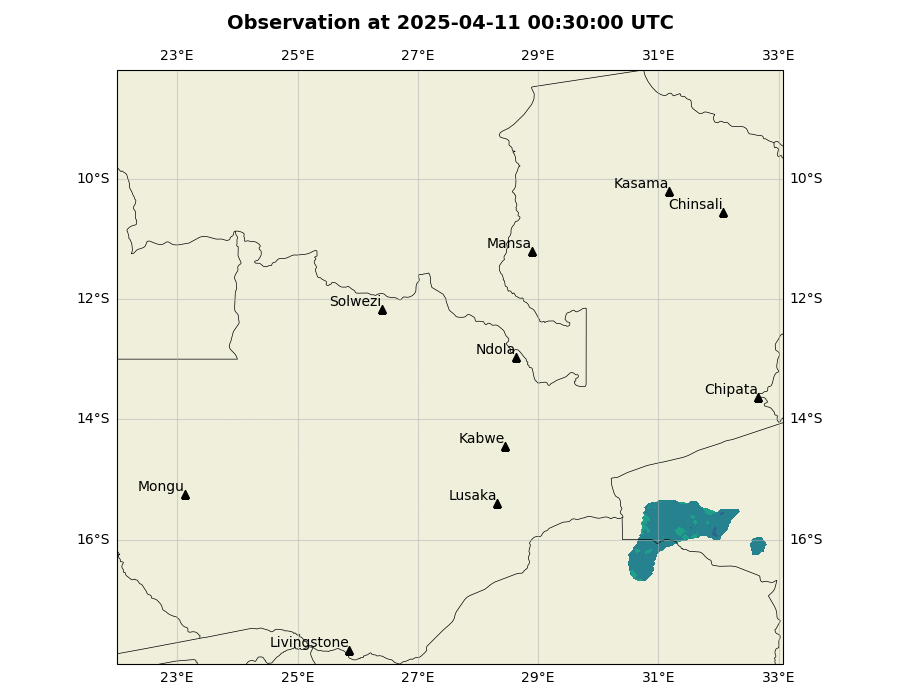 Observation at 2025-04-11 00:30:00 UTC
23°E 25°E 27°E 29°E 31°E 33°E
10°S 10°S
Kasama
Chinsali
Mansa
12°S 12°S
Solwezi
Ndola
Chipata
14°S 14°S
Kabwe
Mongu
Lusaka
16°S 16°S
Livingstone
23°E 25°E 27°E 29°E 31°E 33°E